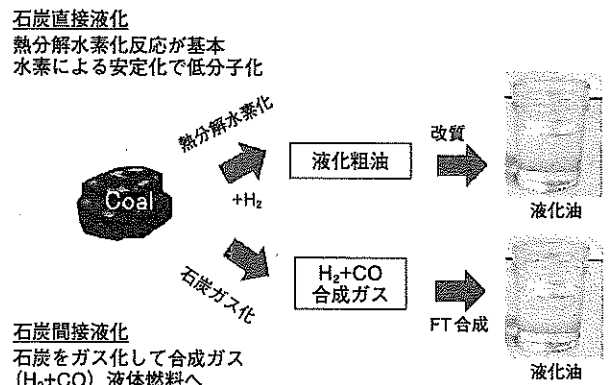 石炭直接液化
熱分解水素化反応が基本
水素による安定化で低分子化
熱分解水素化
+H₂
液化粗油
改質
液化油
Coal
石炭ガス化
H₂+CO
合成ガス
FT合成
液化油
石炭間接液化
石炭をガス化して合成ガス
(H₂+CO) 液体燃料へ